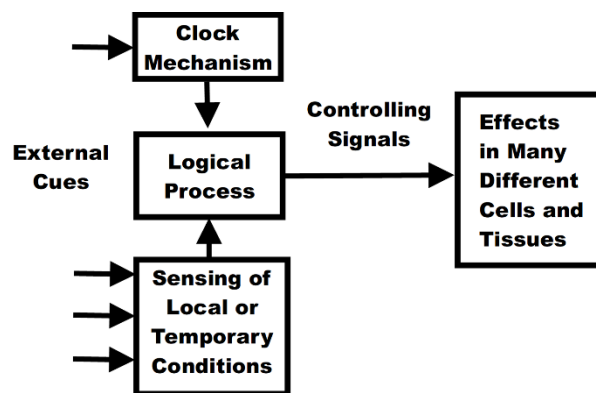 Clock
Mechanism
External
Cues
Logical
Process
Controlling
Signals
Effects
in Many
Different
Cells and
Tissues
Sensing of
Local or
Temporary
Conditions